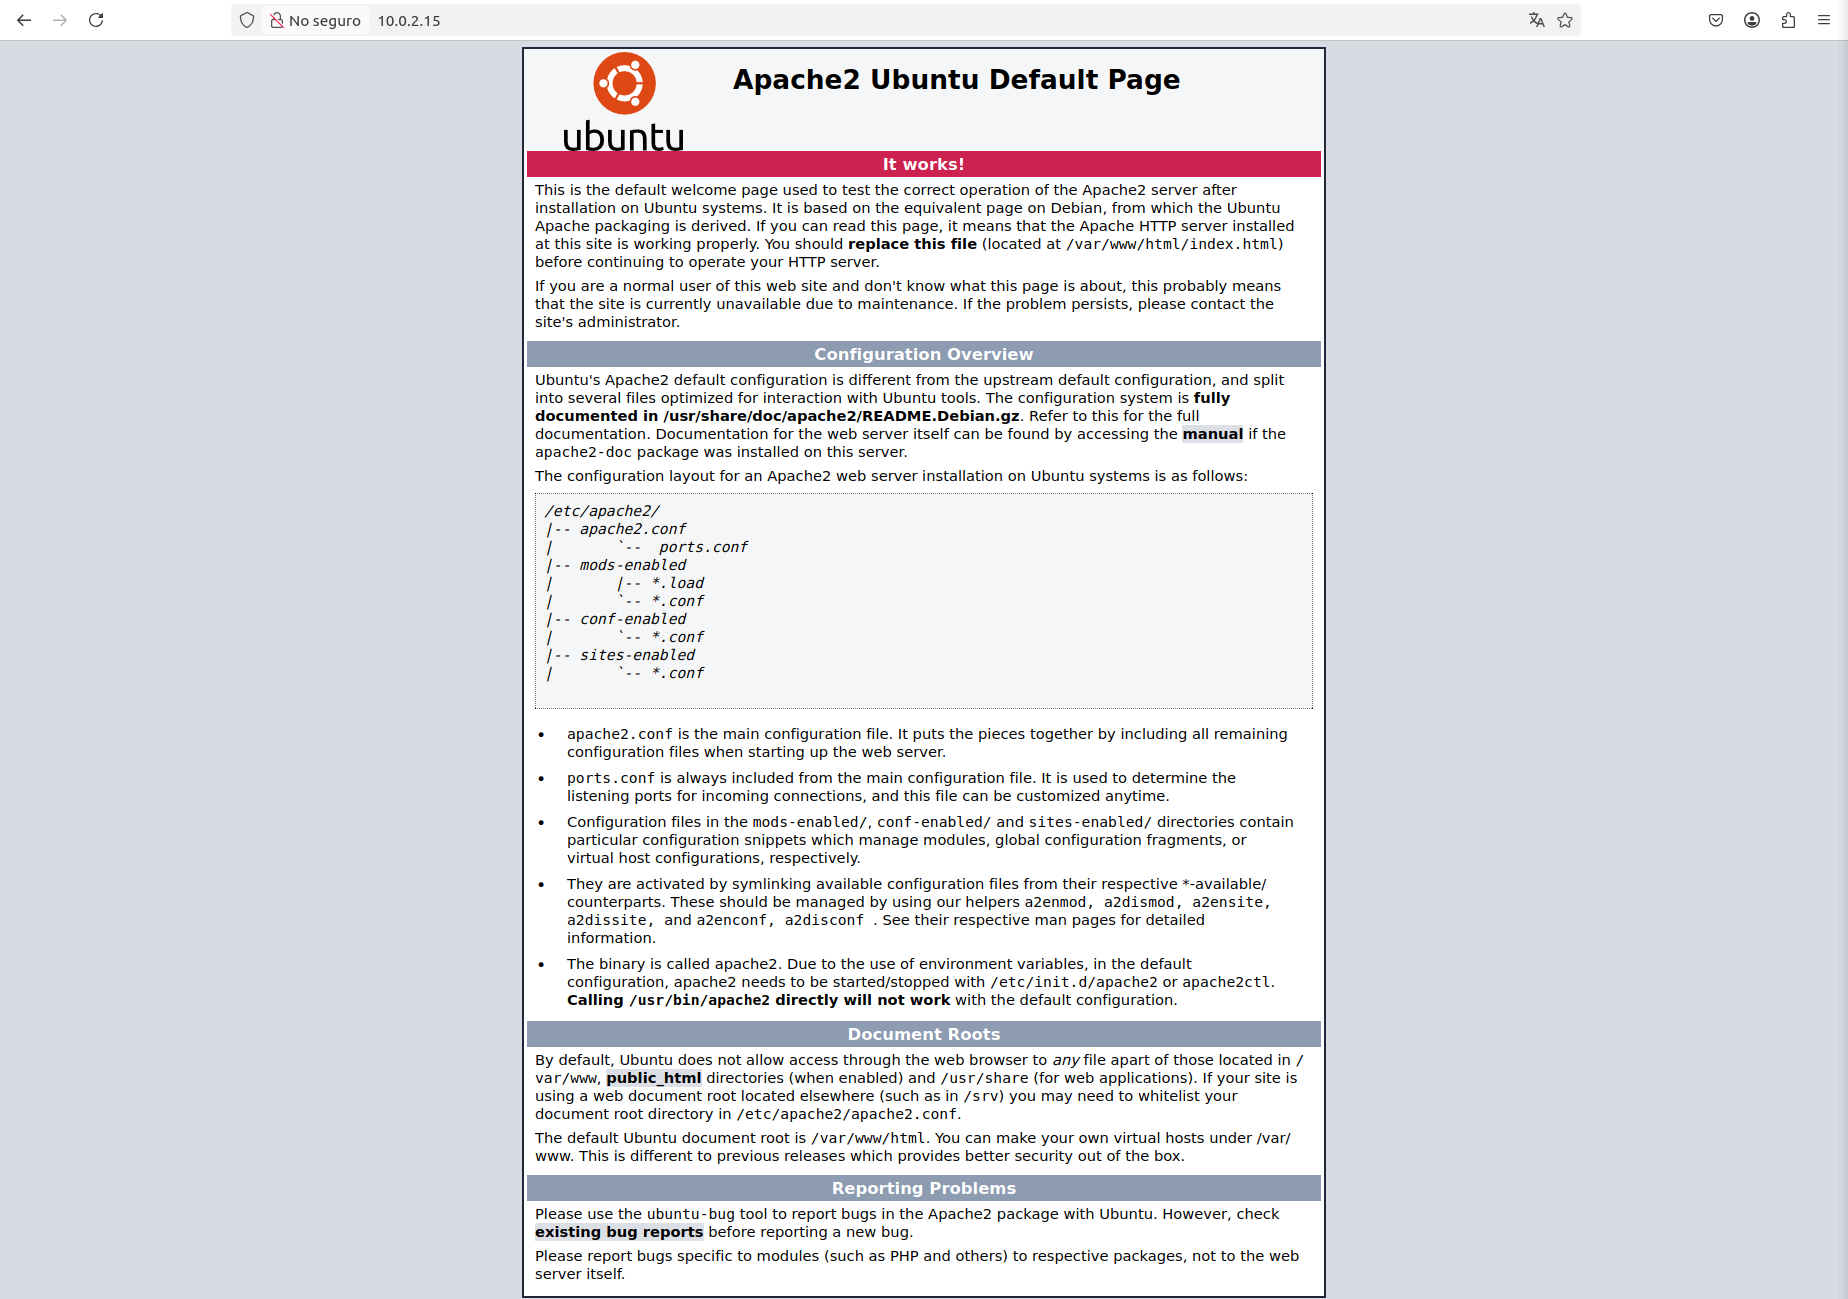 No seguro 10.0.2.15
ubuntu
Apache2 Ubuntu Default Page
It works!
This is the default welcome page used to test the correct operation of the Apache2 server after
installation on Ubuntu systems. It is based on the equivalent page on Debian, from which the Ubuntu
Apache packaging is derived. If you can read this page, it means that the Apache HTTP server installed
at this site is working properly. You should replace this file (located at /var/www/html/index.html)
before continuing to operate your HTTP server.
If you are a normal user of this web site and don't know what this page is about, this probably means
that the site is currently unavailable due to maintenance. If the problem persists, please contact the
site's administrator.
Configuration Overview
Ubuntu's Apache2 default configuration is different from the upstream default configuration, and split
into several files optimized for interaction with Ubuntu tools. The configuration system is fully
documented in /usr/share/doc/apache2/README.Debian.gz. Refer to this for the full
documentation. Documentation for the web server itself can be found by accessing the manual if the
apache2-doc package was installed on this server.
The configuration layout for an Apache2 web server installation on Ubuntu systems is as follows:
/etc/apache2/
|-- apache2.conf
|       `--  ports.conf
|-- mods-enabled
|       |-- *.load
|       `-- *.conf
|-- conf-enabled
|       `-- *.conf
|-- sites-enabled
|       `-- *.conf
• apache2.conf is the main configuration file. It puts the pieces together by including all remaining
configuration files when starting up the web server.
• ports.conf is always included from the main configuration file. It is used to determine the
listening ports for incoming connections, and this file can be customized anytime.
• Configuration files in the mods-enabled/, conf-enabled/ and sites-enabled/ directories contain
particular configuration snippets which manage modules, global configuration fragments, or
virtual host configurations, respectively.
• They are activated by symlinking available configuration files from their respective *-available/
counterparts. These should be managed by using our helpers a2enmod, a2dismod, a2ensite,
a2dissite, and a2enconf, a2disconf . See their respective man pages for detailed
information.
• The binary is called apache2. Due to the use of environment variables, in the default
configuration, apache2 needs to be started/stopped with /etc/init.d/apache2 or apache2ctl.
Calling /usr/bin/apache2 directly will not work with the default configuration.
Document Roots
By default, Ubuntu does not allow access through the web browser to any file apart of those located in /
var/www, public_html directories (when enabled) and /usr/share (for web applications). If your site is
using a web document root located elsewhere (such as in /srv) you may need to whitelist your
document root directory in /etc/apache2/apache2.conf.
The default Ubuntu document root is /var/www/html. You can make your own virtual hosts under /var/
www. This is different to previous releases which provides better security out of the box.
Reporting Problems
Please use the ubuntu-bug tool to report bugs in the Apache2 package with Ubuntu. However, check
existing bug reports before reporting a new bug.
Please report bugs specific to modules (such as PHP and others) to respective packages, not to the web
server itself.